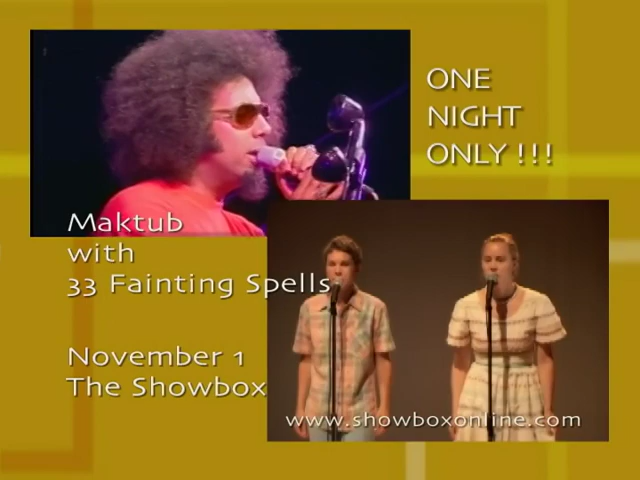 ONE
NIGHT
ONLY !!!
Maktub
with
33 Fainting Spells
November 1
The Showbox
www.showboxonline.com